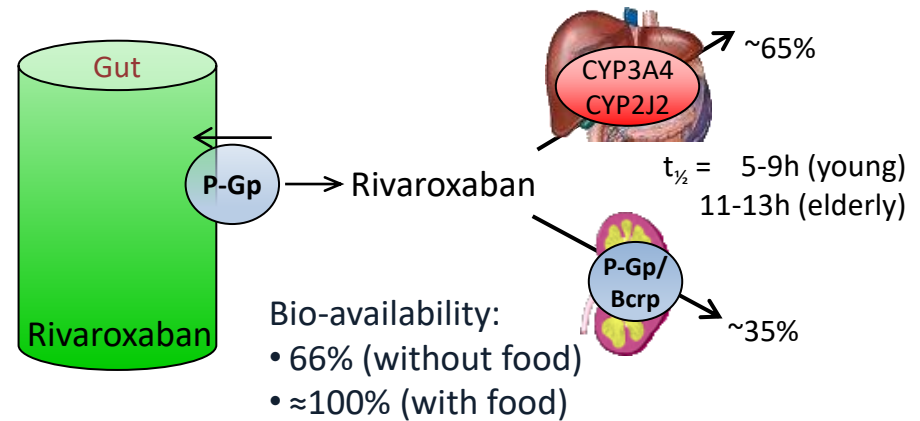 Gut
P-Gp
Rivaroxaban
Rivaroxaban
CYP3A4
CYP2J2
~65%
t½ = 5-9h (young)
11-13h (elderly)
P-Gp/
Bcrp
~35%
Bio-availability:
• 66% (without food)
• ≈100% (with food)